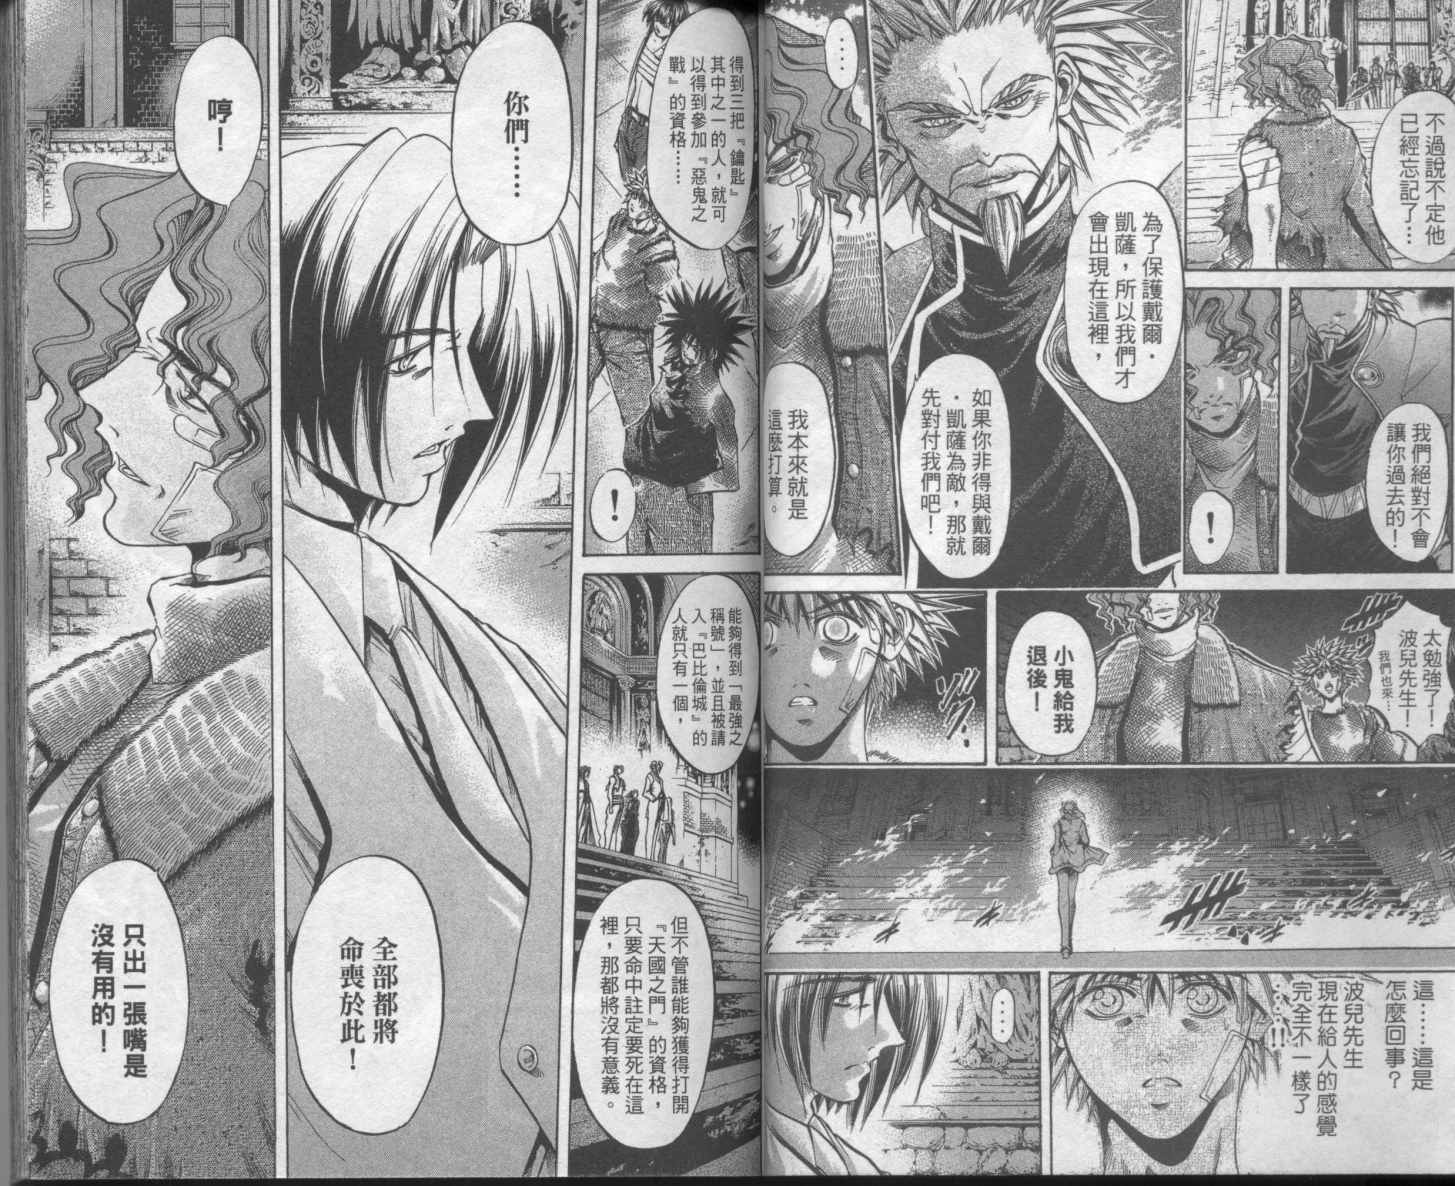 不過說不定他
已經忘記了…
為了保護戴爾·
凱薩，所以我們才
會出現在這裡，
如果你非得與戴爾
·凱薩為敵，那就
先對付我們吧！
……
我們絕對不會
讓你過去的！
！
我本來就是
這麼打算。
太勉強了！
波兒先生！
我們也來…
小鬼給我
退後！
這……這是
怎麼回事？
波兒先生
現在給人的感覺
完全不一樣了
……!!
……
得到三把『鑰匙』
其中之一的人，就可
以得到參加『惡鬼之
戰』的資格……
！
能夠得到「最強之
稱號」，並且被請
入『巴比倫城』的
人就只有一個，
但不管誰能夠獲得打開
『天國之門』的資格，
只要命中註定要死在這
裡，那都將沒有意義。
你們……
全部都將
命喪於此！
哼！
只出一張嘴是
沒有用的！